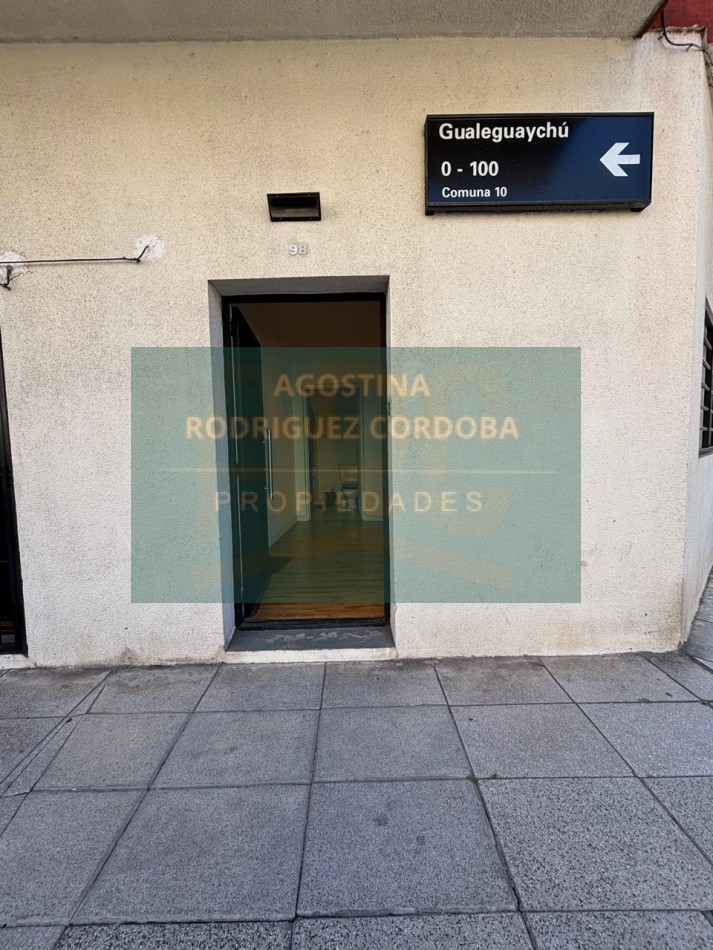 Gualeguaychú
0 - 100
Comuna 10
98
AGOSTINA
RODRIGUEZ CORDOBA
PROPIEDADES